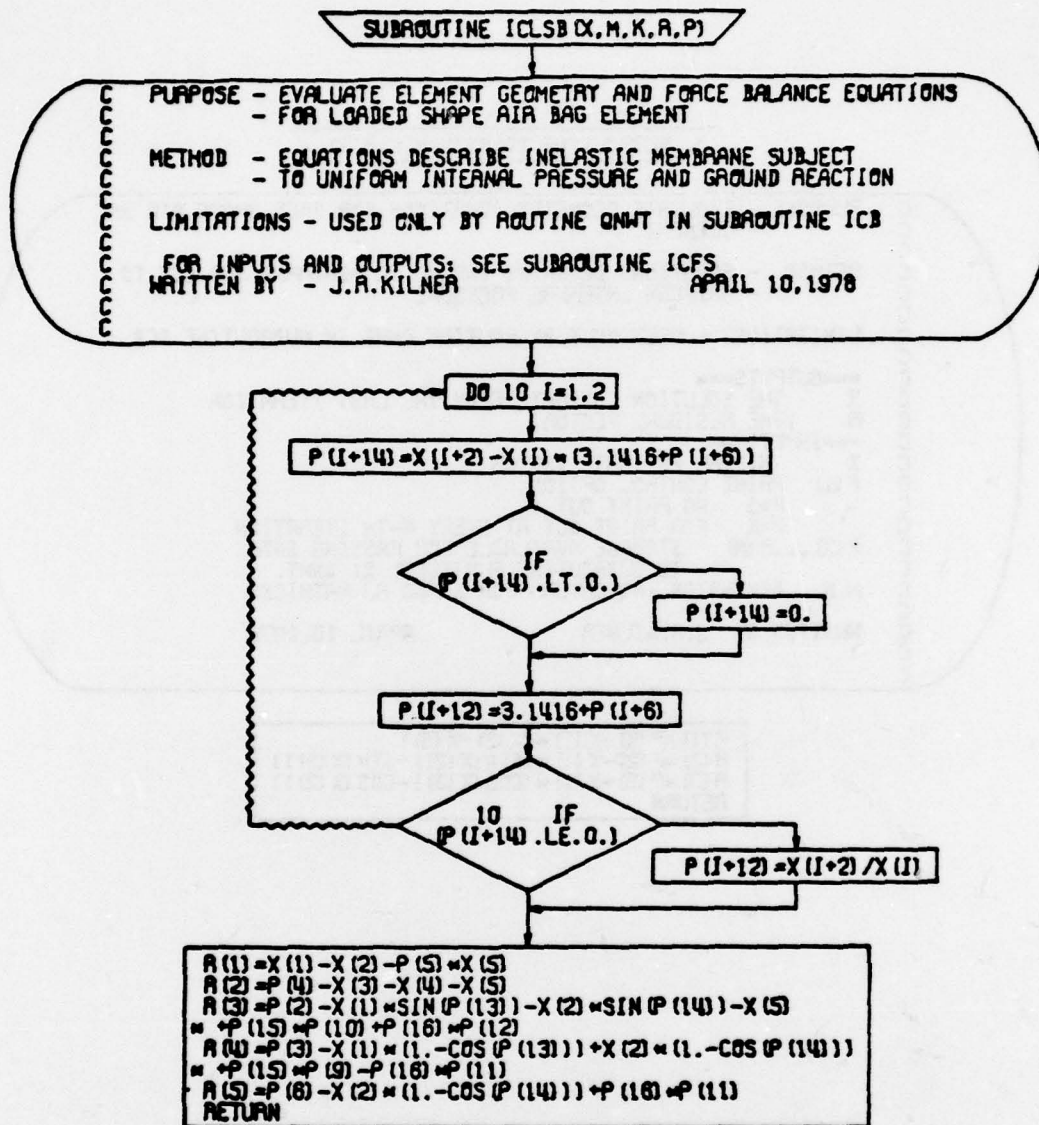 SUBROUTINE ICLSB(X,M,K,R,P)
C PURPOSE - EVALUATE ELEMENT GEOMETRY AND FORCE BALANCE EQUATIONS
C - FOR LOADED SHAPE AIR BAG ELEMENT
C
C METHOD - EQUATIONS DESCRIBE INELASTIC MEMBRANE SUBJECT
C - TO UNIFORM INTERNAL PRESSURE AND GROUND REACTION
C
C LIMITATIONS - USED ONLY BY ROUTINE QNWT IN SUBROUTINE ICB
C
C FOR INPUTS AND OUTPUTS: SEE SUBROUTINE ICFS
C WRITTEN BY - J.R.KILNER APRIL 10,1978
C
C
DO 10 I=1,2
P(I+14)=X(I+2)-X(I)*(3.1416+P(I+6))
IF
(P(I+14).LT.0.)
P(I+14)=0.
P(I+12)=3.1416+P(I+6)
10 IF
(P(I+14).LE.0.)
P(I+12)=X(I+2)/X(I)
R(1)=X(1)-X(2)-P(5)*X(5)
R(2)=P(4)-X(3)-X(4)-X(5)
R(3)=P(2)-X(1)*SIN(P(13))-X(2)*SIN(P(14))-X(5)
* +P(15)*P(10)+P(16)*P(12)
R(4)=P(3)-X(1)*(1.-COS(P(13)))+X(2)*(1.-COS(P(14)))
* +P(15)*P(9)-P(16)*P(11)
R(5)=P(6)-X(2)*(1.-COS(P(14)))+P(16)*P(11)
RETURN